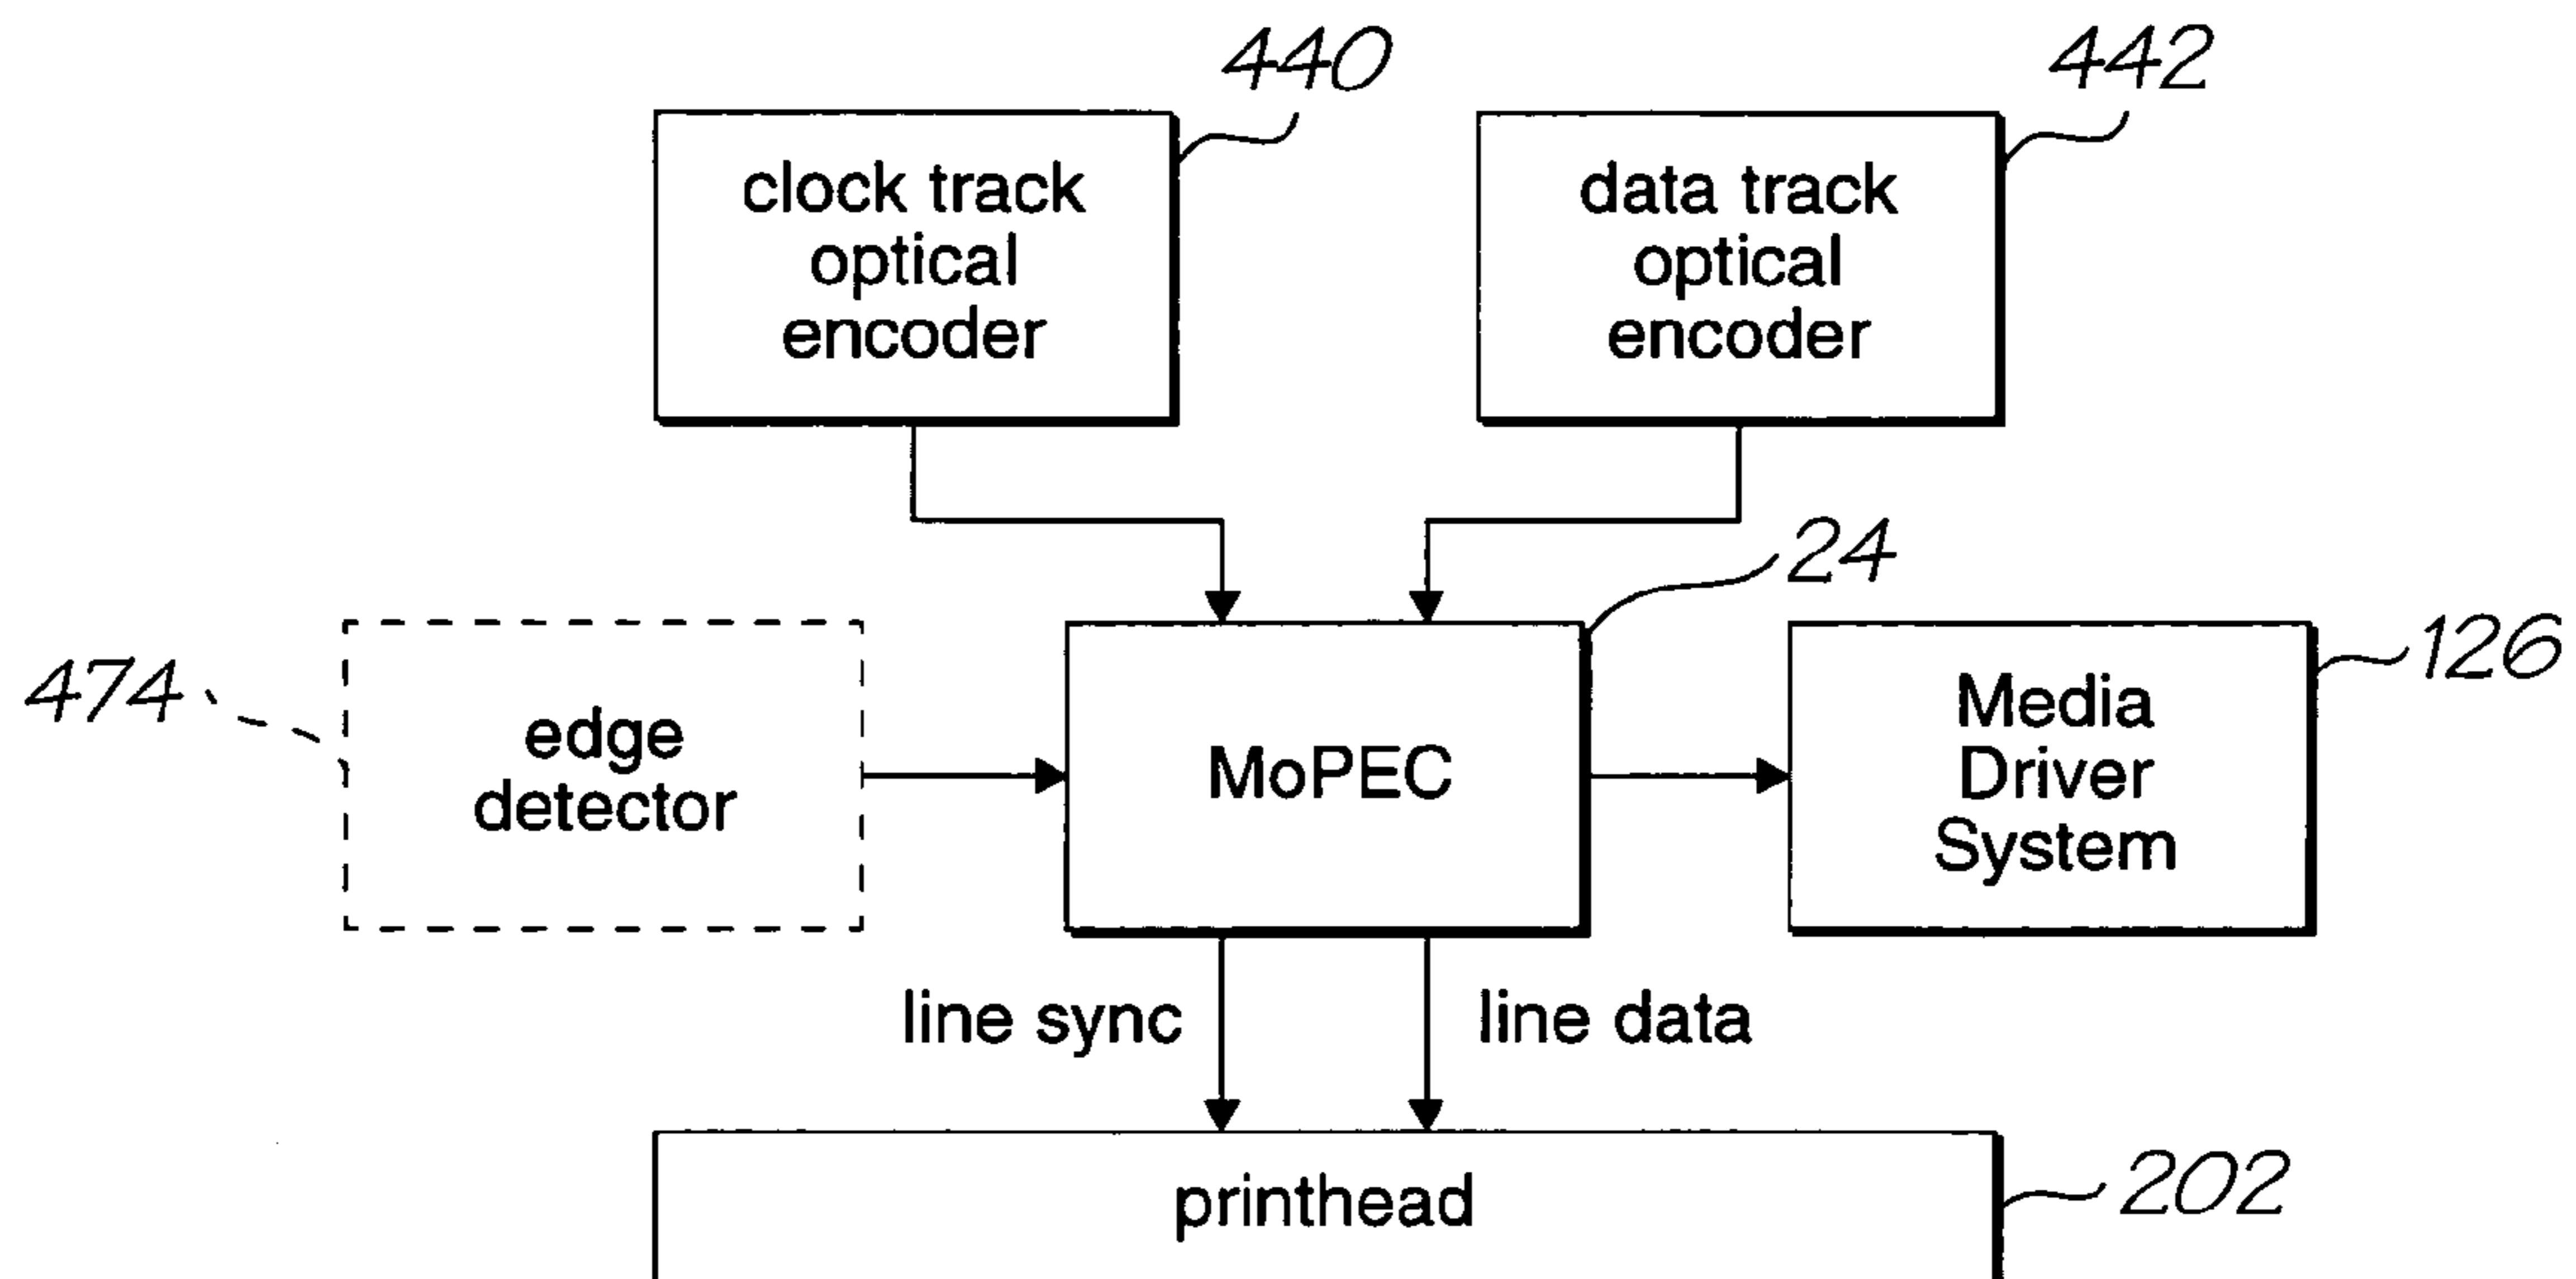 440
442
clock track
optical
encoder
data track
optical
encoder
24
474
edge
detector
MoPEC
Media
Driver
System
126
line sync
line data
printhead
202